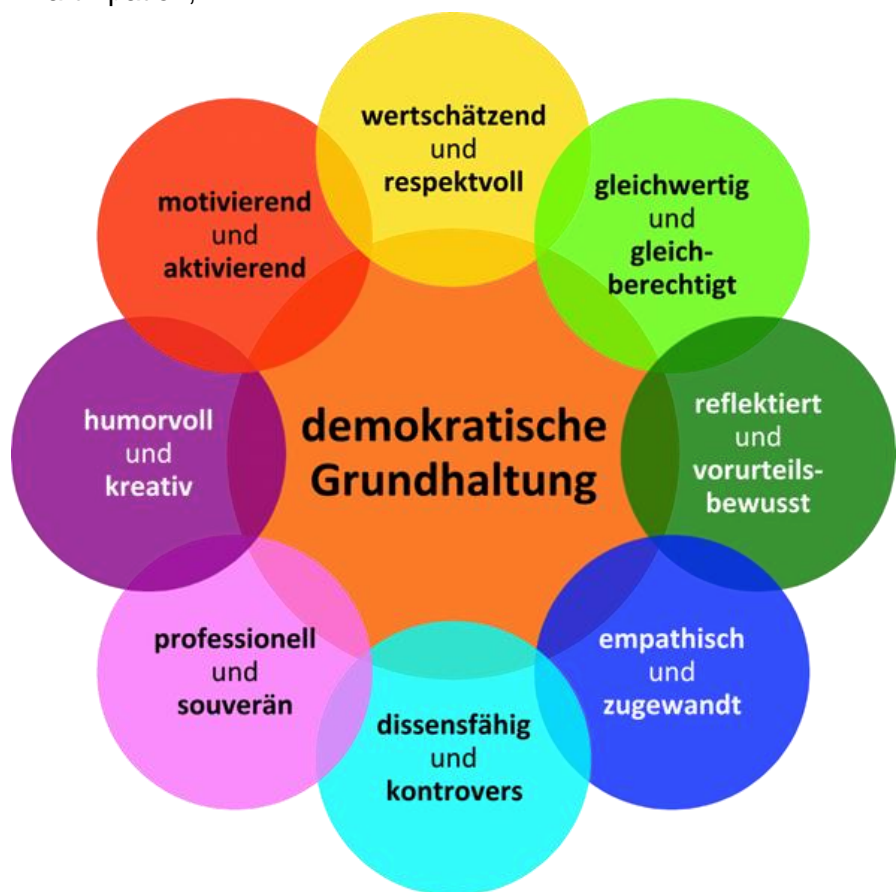 wertschätzend
und
respektvoll
gleichwertig
und
gleich-
berechtigt
reflektiert
und
vorurteils-
bewusst
empathisch
und
zugewandt
dissensfähig
und
kontrovers
professionell
und
souverän
humorvoll
und
kreativ
motivierend
und
aktivierend
demokratische
Grundhaltung